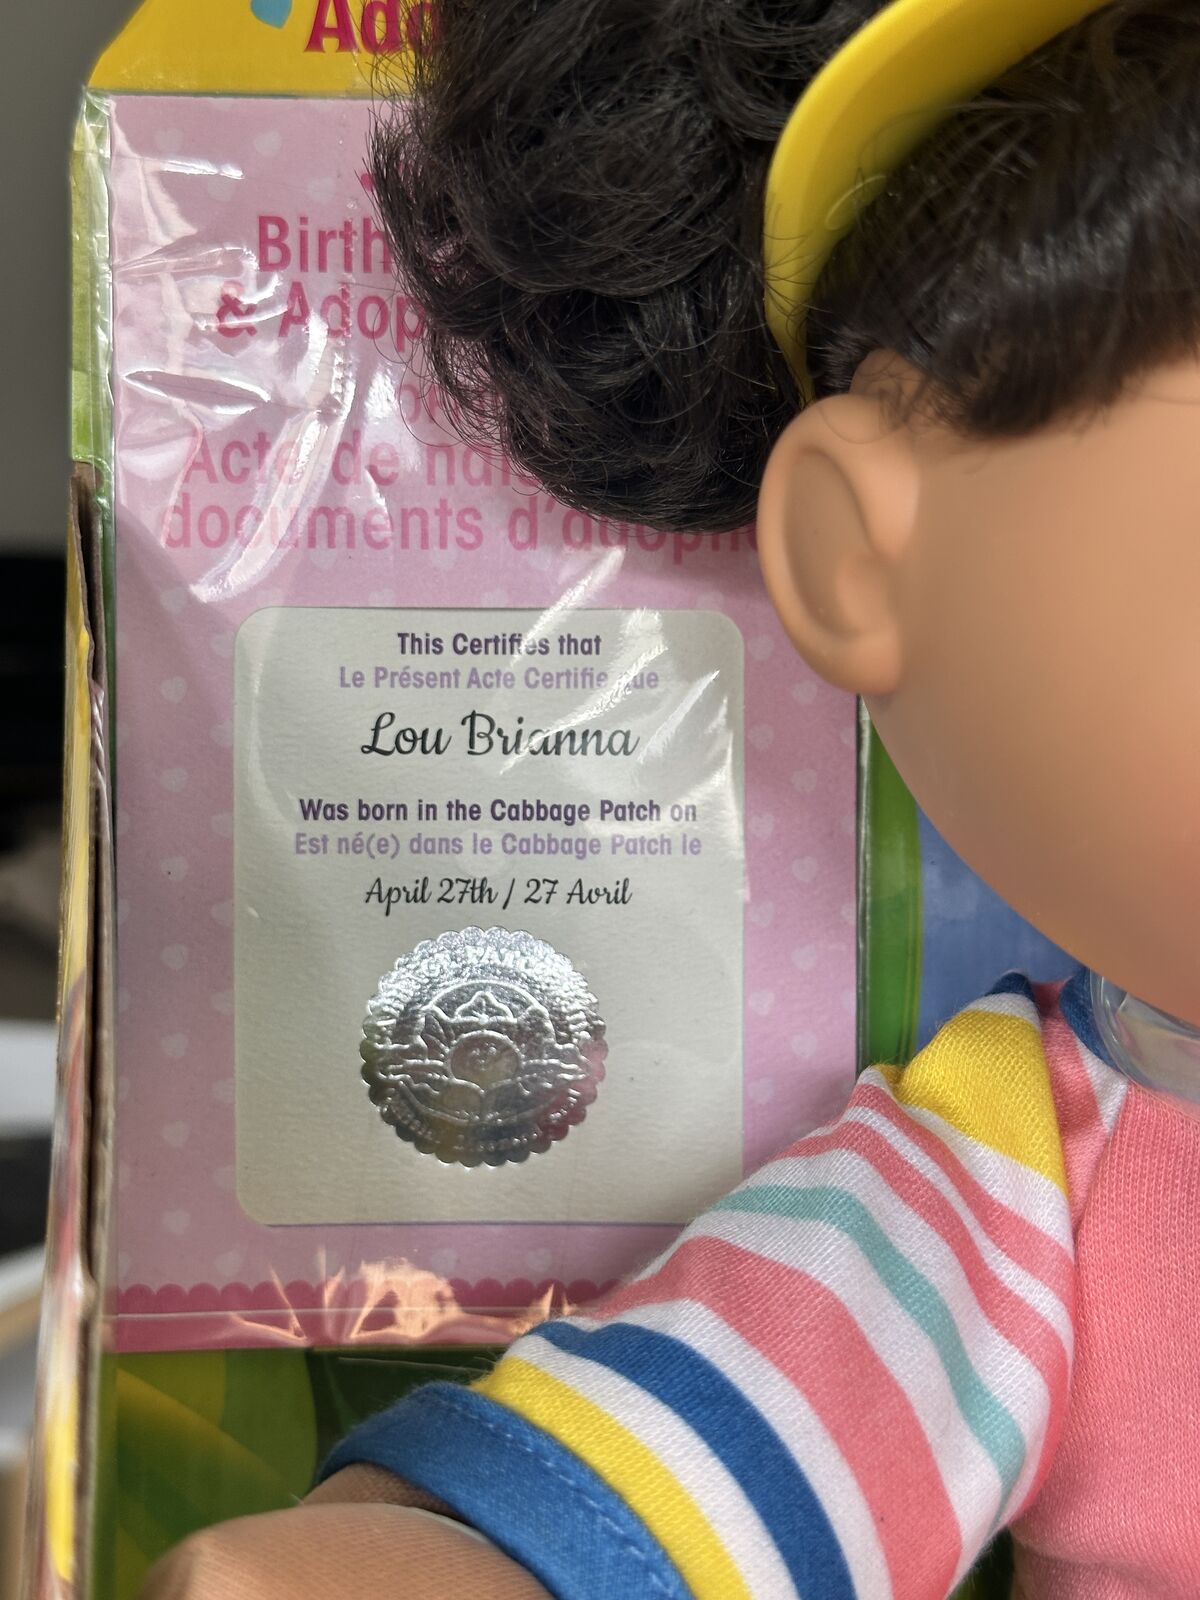 Birth
& Adop
Acte de nais
documents d'adoptio
This Certifies that
Le Présent Acte Certifie que
Lou Brianna
Was born in the Cabbage Patch on
Est né(e) dans le Cabbage Patch le
April 27th / 27 Avril